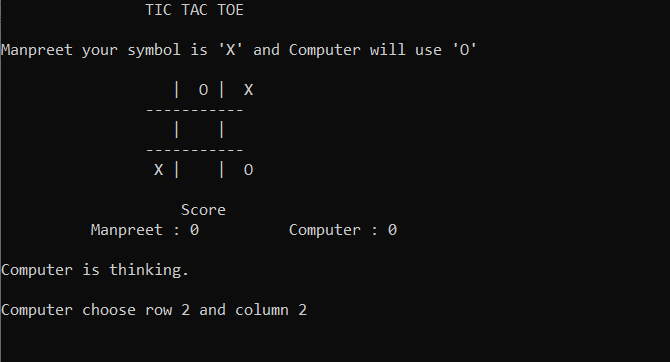 TIC TAC TOE
Manpreet your symbol is 'X' and Computer will use 'O'
| O | X
-----------
| |
-----------
X | | O
Score
Manpreet : 0 Computer : 0
Computer is thinking.
Computer choose row 2 and column 2